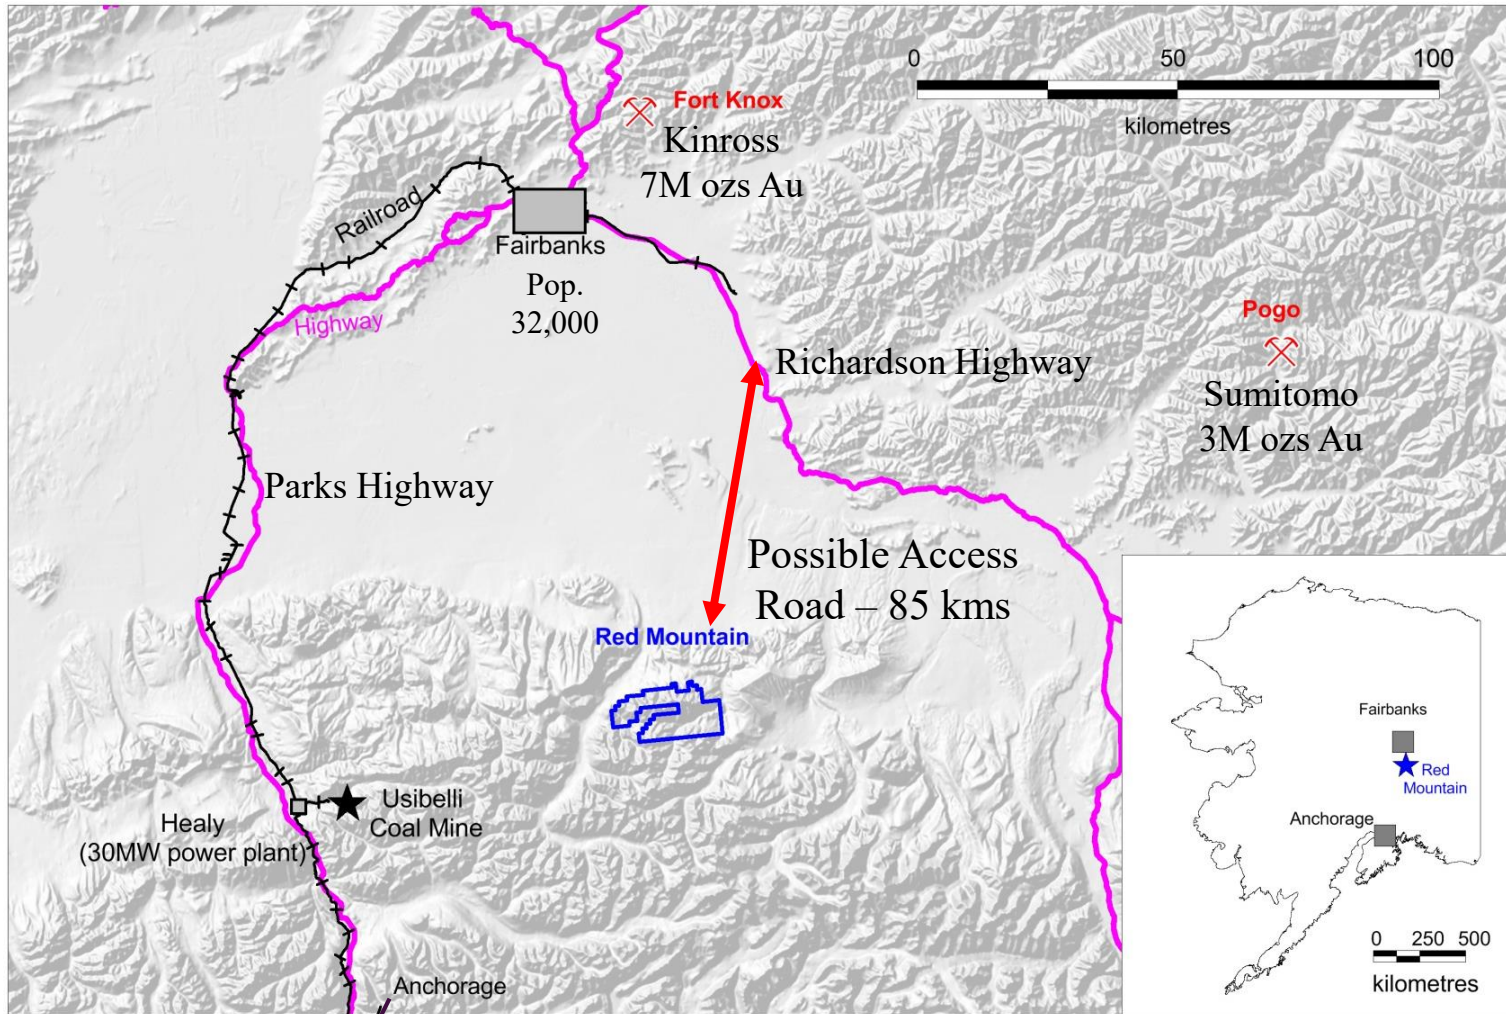 0 50 100
kilometres
Fort Knox
Kinross
7M ozs Au
Railroad
Fairbanks
Pop.
32,000
Highway
Pogo
Sumitomo
3M ozs Au
Richardson Highway
Parks Highway
Possible Access
Road – 85 kms
Red Mountain
Usibelli
Coal Mine
Healy
(30MW power plant)
Anchorage
Fairbanks
Red
Mountain
Anchorage
0 250 500
kilometres